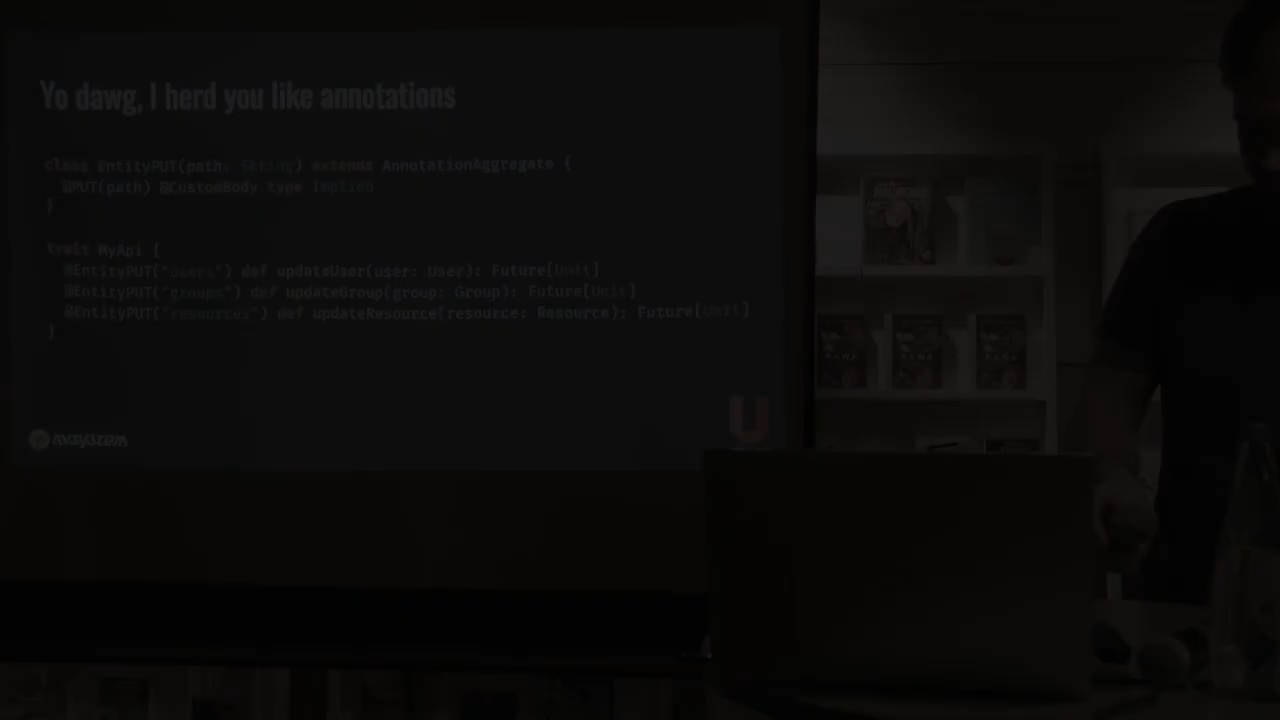 Yo dawg, I herd you like annotations
class EntityPUT(path: String) extends AnnotationAggregate {
@PUT(path) @CustomBody type Implied
}
trait MyApi {
@EntityPUT("users") def updateUser(user: User): Future[Unit]
@EntityPUT("groups") def updateGroup(group: Group): Future[Unit]
@EntityPUT("resources") def updateResource(resource: Resource): Future[Unit]
}
AVSYSTEM